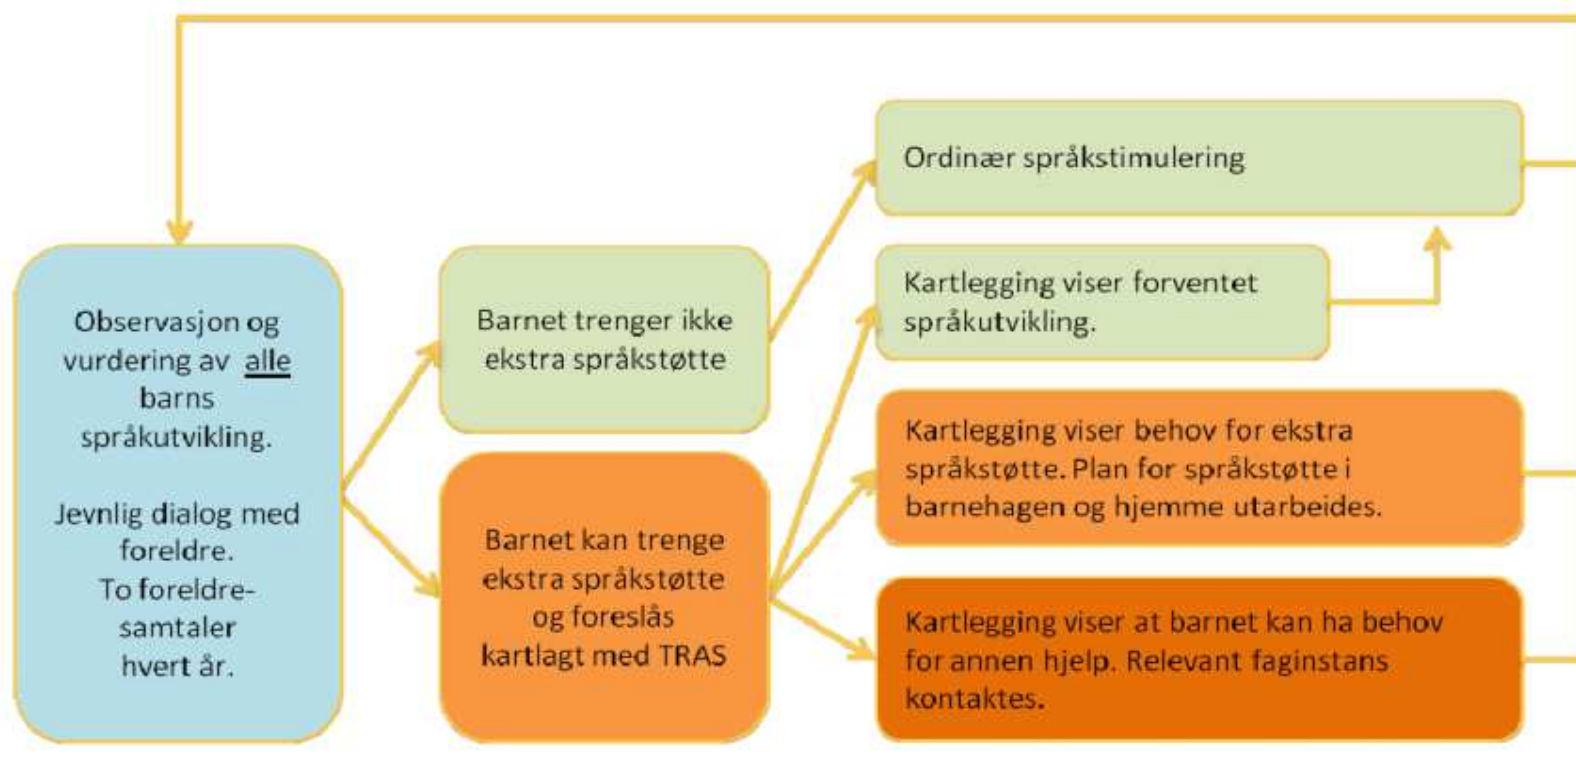 Observasjon og
vurdering av alle
barns
språkutvikling.
Jevnlig dialog med
foreldre.
To foreldre-
samtaler
hvert år.
Barnet trenger ikke
ekstra språkstøtte
Barnet kan trenge
ekstra språkstøtte
og foreslås
kartlagt med TRAS
Ordinær språkstimulering
Kartlegging viser forventet
språkutvikling.
Kartlegging viser behov for ekstra
språkstøtte. Plan for språkstøtte i
barnehagen og hjemme utarbeides.
Kartlegging viser at barnet kan ha behov
for annen hjelp. Relevant faginstans
kontaktes.